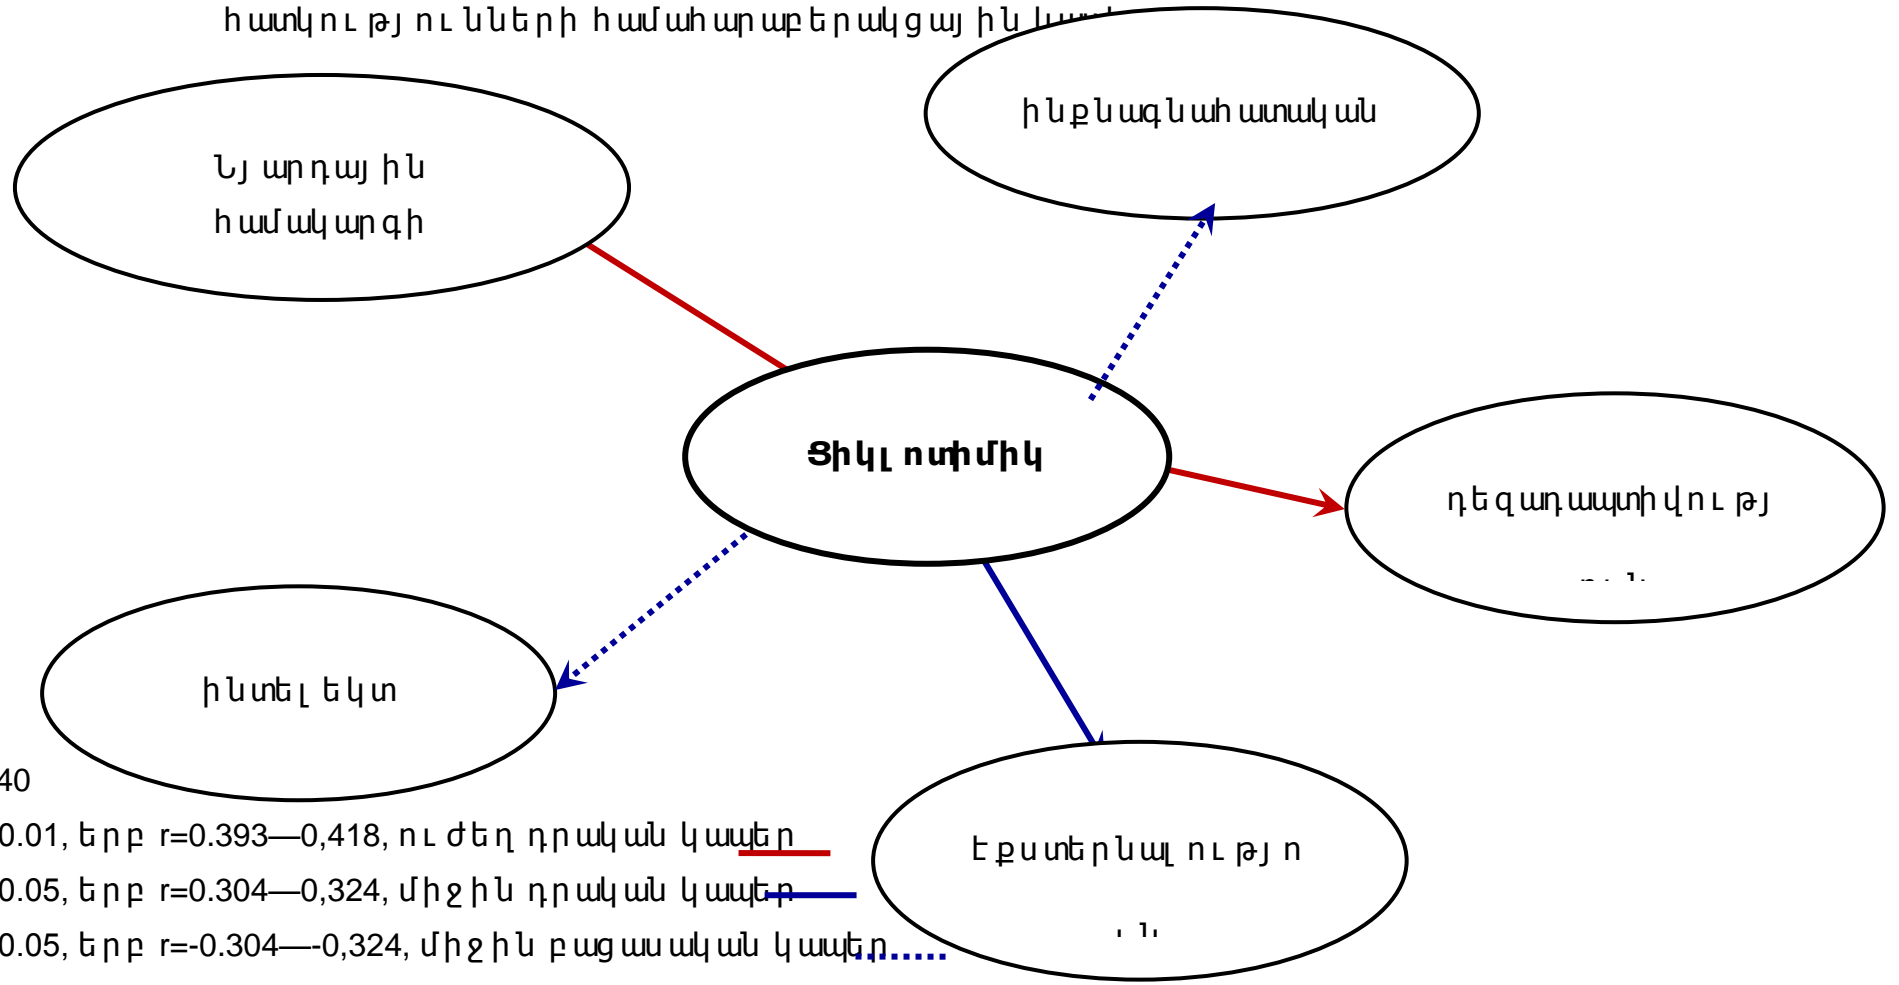 հատկությունների համահարաբերակցային
ինքնագնահատական
Նյարդային
համակարգի
Ցիկլոտիմիկ
դեզադապտիվությ
ինտելեկտ
40
0.01, երբ r=0.393—0,418, ուժեղ դրական կապեր
էքստերնալությո
0.05, երբ r=0.304—0,324, միջին դրական կապեր
0.05, երբ r=-0.304—-0,324, միջին բացասական կապեր